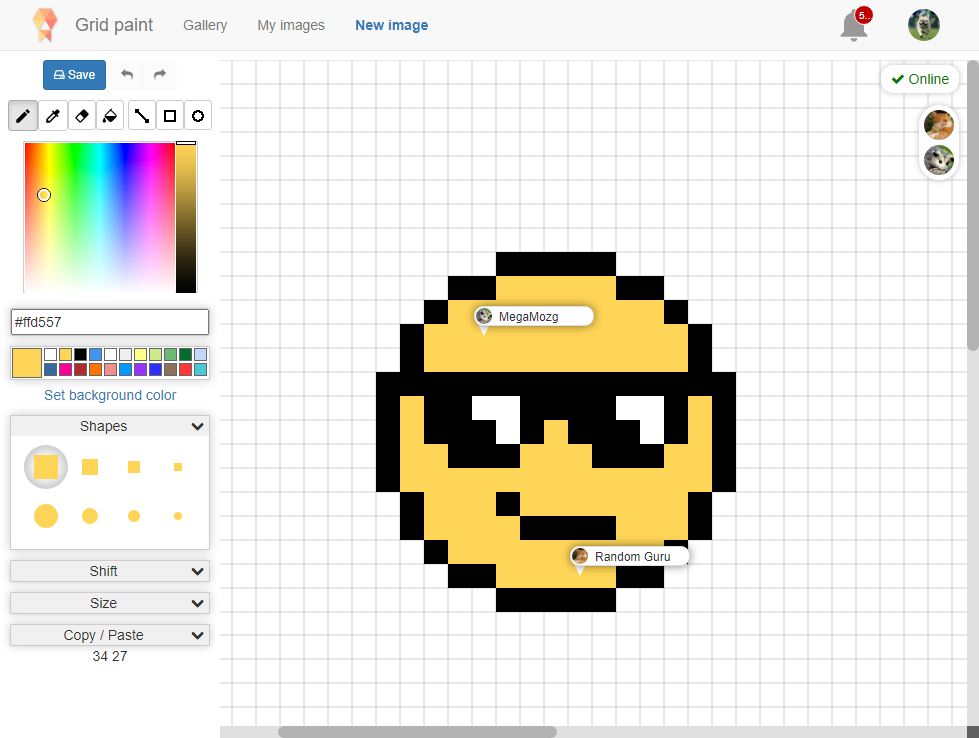 Grid paint Gallery My images New image 5..
Save
Online
#ffd557
MegaMozg
Set background color
Shapes
Random Guru
Shift
Size
Copy / Paste
34 27